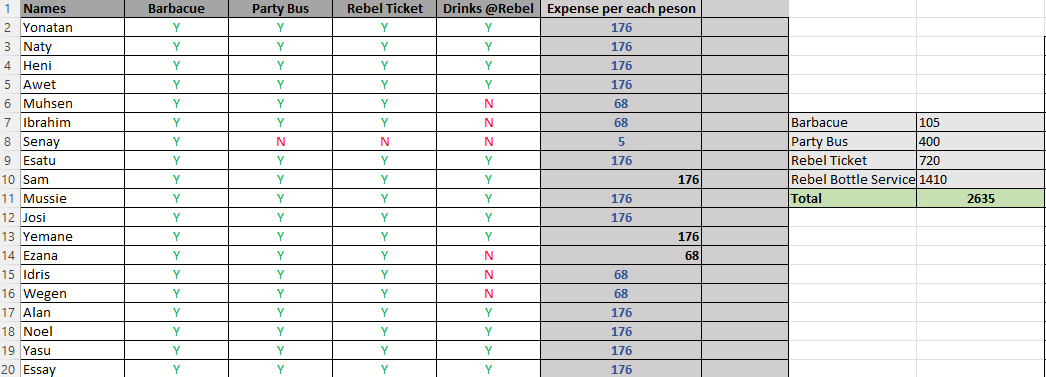 1 Names Barbacue Party Bus Rebel Ticket Drinks @Rebel Expense per each peson
2 Yonatan Y Y Y Y 176
3 Naty Y Y Y Y 176
4 Heni Y Y Y Y 176
5 Awet Y Y Y Y 176
6 Muhsen Y Y Y N 68
7 Ibrahim Y Y Y N 68 Barbacue 105
8 Senay Y N N N 5 Party Bus 400
9 Esatu Y Y Y Y 176 Rebel Ticket 720
10 Sam Y Y Y Y 176 Rebel Bottle Service 1410
11 Mussie Y Y Y Y 176 Total 2635
12 Josi Y Y Y Y 176
13 Yemane Y Y Y Y 176
14 Ezana Y Y Y N 68
15 Idris Y Y Y N 68
16 Wegen Y Y Y N 68
17 Alan Y Y Y Y 176
18 Noel Y Y Y Y 176
19 Yasu Y Y Y Y 176
20 Essay Y Y Y Y 176